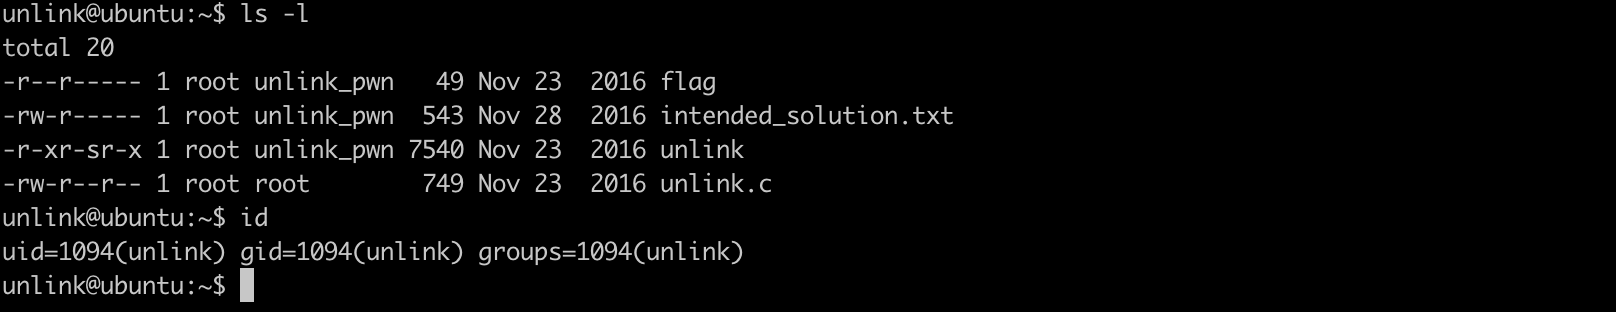 unlink@ubuntu:~$ ls -l
total 20
-r--r----- 1 root unlink_pwn   49 Nov 23  2016 flag
-rw-r----- 1 root unlink_pwn  543 Nov 28  2016 intended_solution.txt
-r-xr-sr-x 1 root unlink_pwn 7540 Nov 23  2016 unlink
-rw-r--r-- 1 root root        749 Nov 23  2016 unlink.c
unlink@ubuntu:~$ id
uid=1094(unlink) gid=1094(unlink) groups=1094(unlink)
unlink@ubuntu:~$